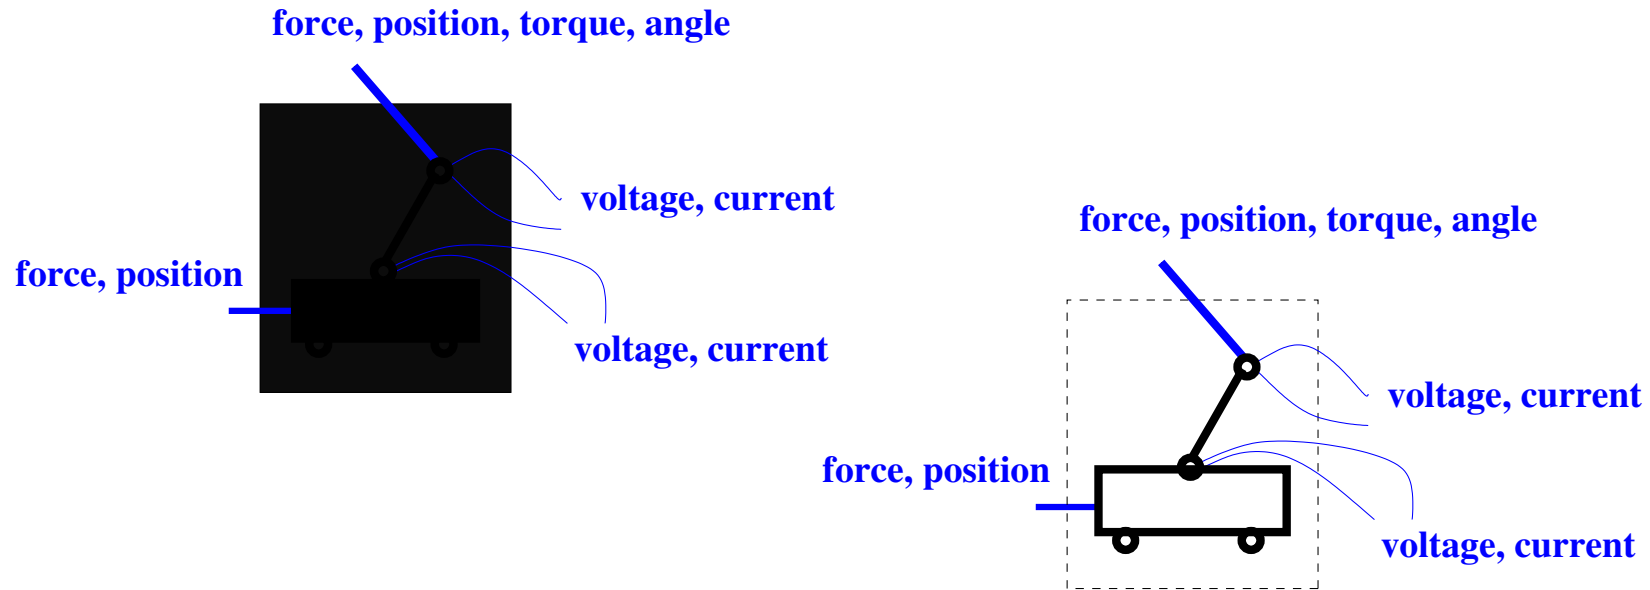 force, position, torque, angle
voltage, current
force, position
voltage, current
force, position, torque, angle
voltage, current
force, position
voltage, current